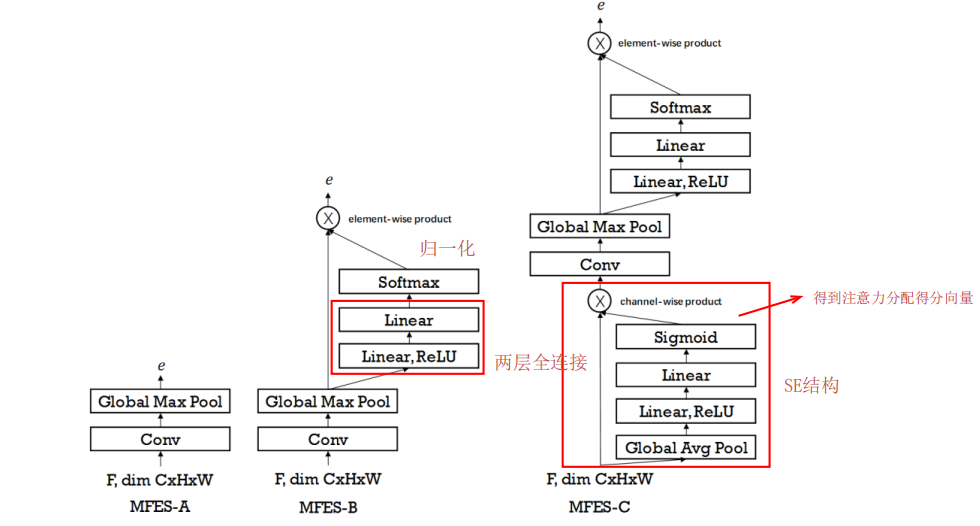 e
Global Max Pool
Conv
F, dim CxHxW
MFES-A
e
X
element-wise product
归一化
Softmax
Linear
Linear, ReLU
两层全连接
Global Max Pool
Conv
F, dim CxHxW
MFES-B
e
X
element-wise product
Softmax
Linear
Linear, ReLU
Global Max Pool
Conv
X
channel-wise product
得到注意力分配得分向量
Sigmoid
Linear
SE结构
Linear, ReLU
Global Avg Pool
F, dim CxHxW
MFES-C